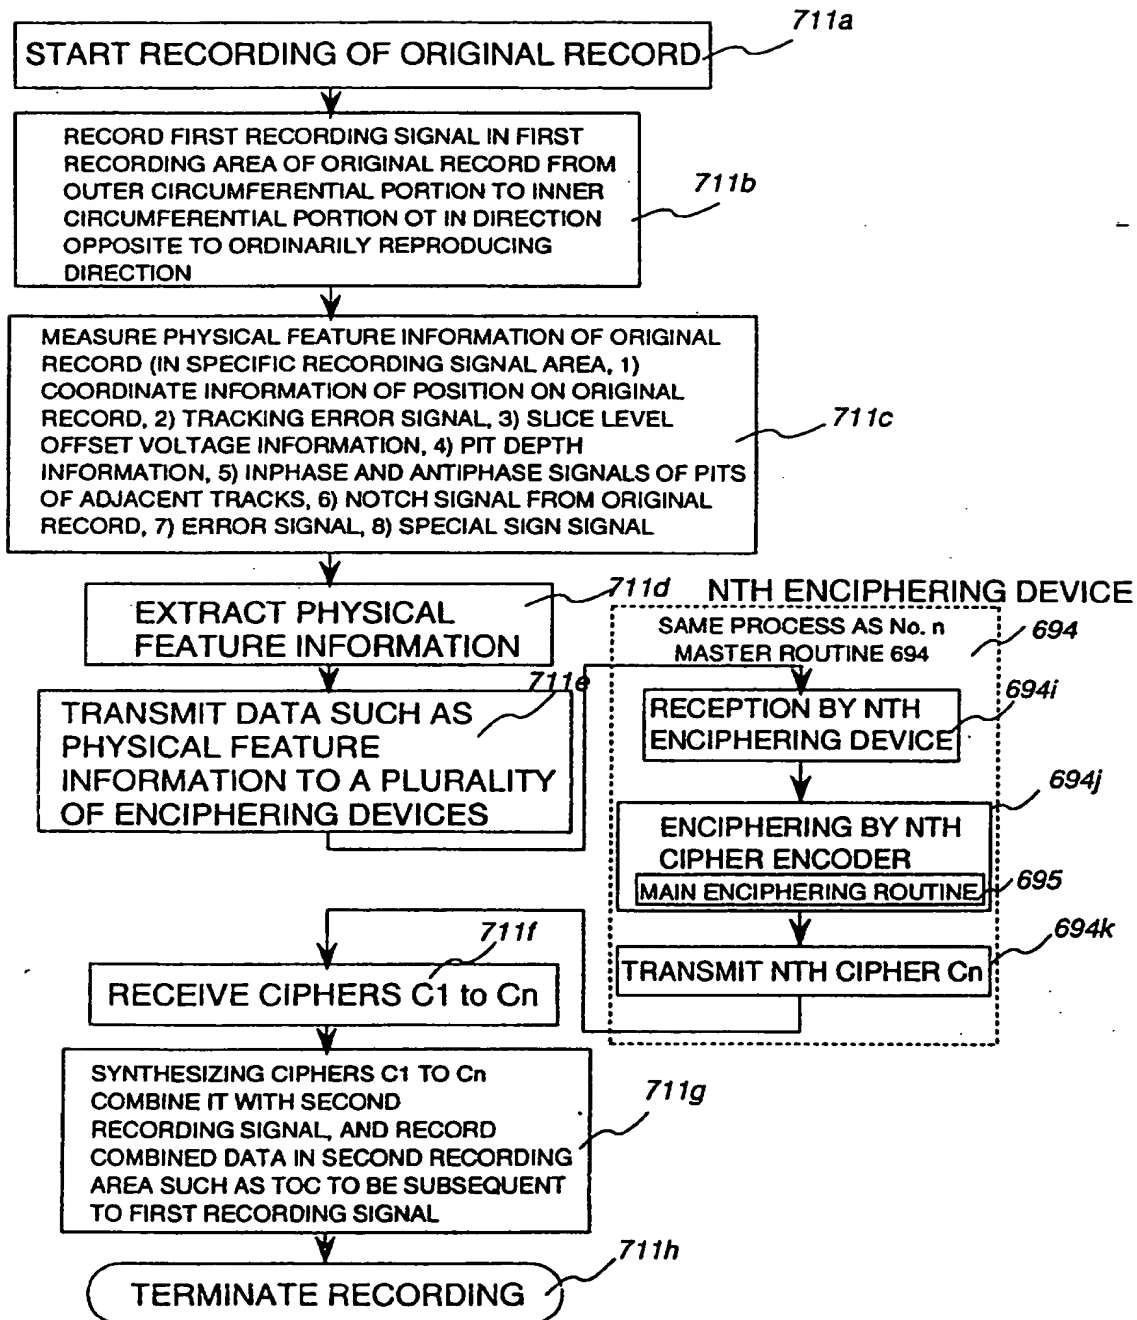 711a
START RECORDING OF ORIGINAL RECORD
RECORD FIRST RECORDING SIGNAL IN FIRST
RECORDING AREA OF ORIGINAL RECORD FROM
OUTER CIRCUMFERENTIAL PORTION TO INNER
CIRCUMFERENTIAL PORTION OT IN DIRECTION
OPPOSITE TO ORDINARILY REPRODUCING
DIRECTION
711b
MEASURE PHYSICAL FEATURE INFORMATION OF ORIGINAL
RECORD (IN SPECIFIC RECORDING SIGNAL AREA, 1)
COORDINATE INFORMATION OF POSITION ON ORIGINAL
RECORD, 2) TRACKING ERROR SIGNAL, 3) SLICE LEVEL
OFFSET VOLTAGE INFORMATION, 4) PIT DEPTH
INFORMATION, 5) INPHASE AND ANTIPHASE SIGNALS OF PITS
OF ADJACENT TRACKS, 6) NOTCH SIGNAL FROM ORIGINAL
RECORD, 7) ERROR SIGNAL, 8) SPECIAL SIGN SIGNAL
711c
EXTRACT PHYSICAL
FEATURE INFORMATION
711d
TRANSMIT DATA SUCH AS
PHYSICAL FEATURE
INFORMATION TO A PLURALITY
OF ENCIPHERING DEVICES
711e
NTH ENCIPHERING DEVICE
SAME PROCESS AS No. n
MASTER ROUTINE 694
694
RECEPTION BY NTH
ENCIPHERING DEVICE
694i
ENCIPHERING BY NTH
CIPHER ENCODER
694j
MAIN ENCIPHERING ROUTINE
695
TRANSMIT NTH CIPHER Cn
694k
711f
RECEIVE CIPHERS C1 to Cn
SYNTHESIZING CIPHERS C1 TO Cn
COMBINE IT WITH SECOND
RECORDING SIGNAL, AND RECORD
COMBINED DATA IN SECOND RECORDING
AREA SUCH AS TOC TO BE SUBSEQUENT
TO FIRST RECORDING SIGNAL
711g
TERMINATE RECORDING
711h